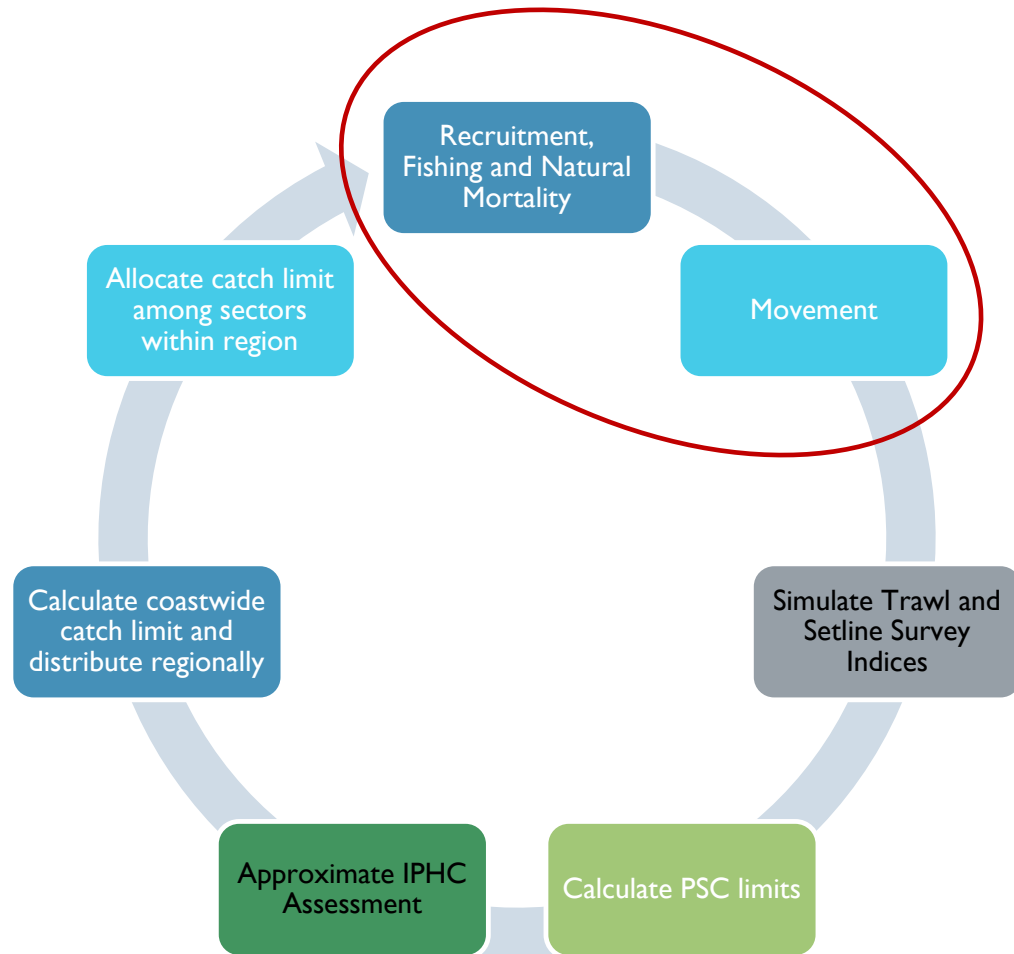 Recruitment,
Fishing and Natural
Mortality
Movement
Simulate Trawl and
Setline Survey
Indices
Calculate PSC limits
Approximate IPHC
Assessment
Calculate coastwide
catch limit and
distribute regionally
Allocate catch limit
among sectors
within region